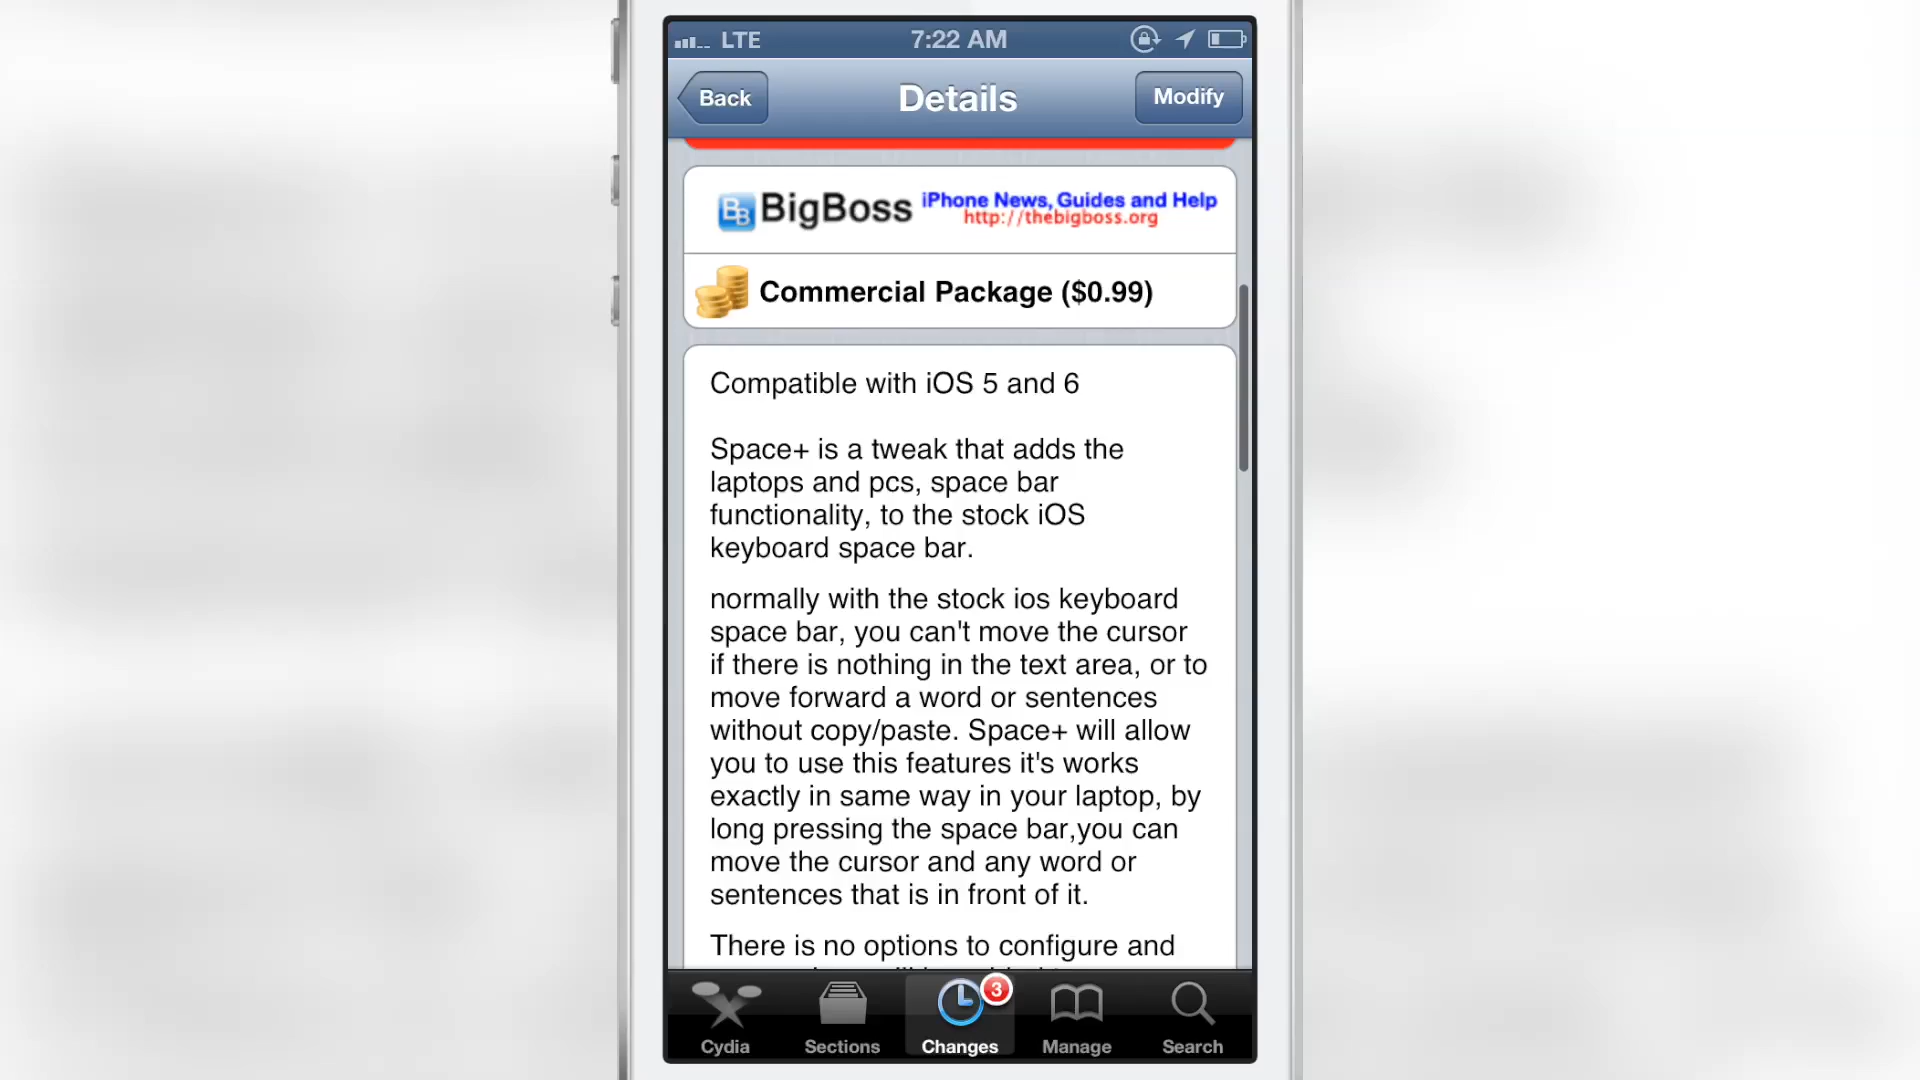 LTE 7:22 AM
Back Details Modify
BB BigBoss iPhone News, Guides and Help
http://thebigboss.org
Commercial Package ($0.99)
Compatible with iOS 5 and 6
Space+ is a tweak that adds the
laptops and pcs, space bar
functionality, to the stock iOS
keyboard space bar.
normally with the stock ios keyboard
space bar, you can't move the cursor
if there is nothing in the text area, or to
move forward a word or sentences
without copy/paste. Space+ will allow
you to use this features it's works
exactly in same way in your laptop, by
long pressing the space bar,you can
move the cursor and any word or
sentences that is in front of it.
There is no options to configure and
3
Cydia Sections Changes Manage Search